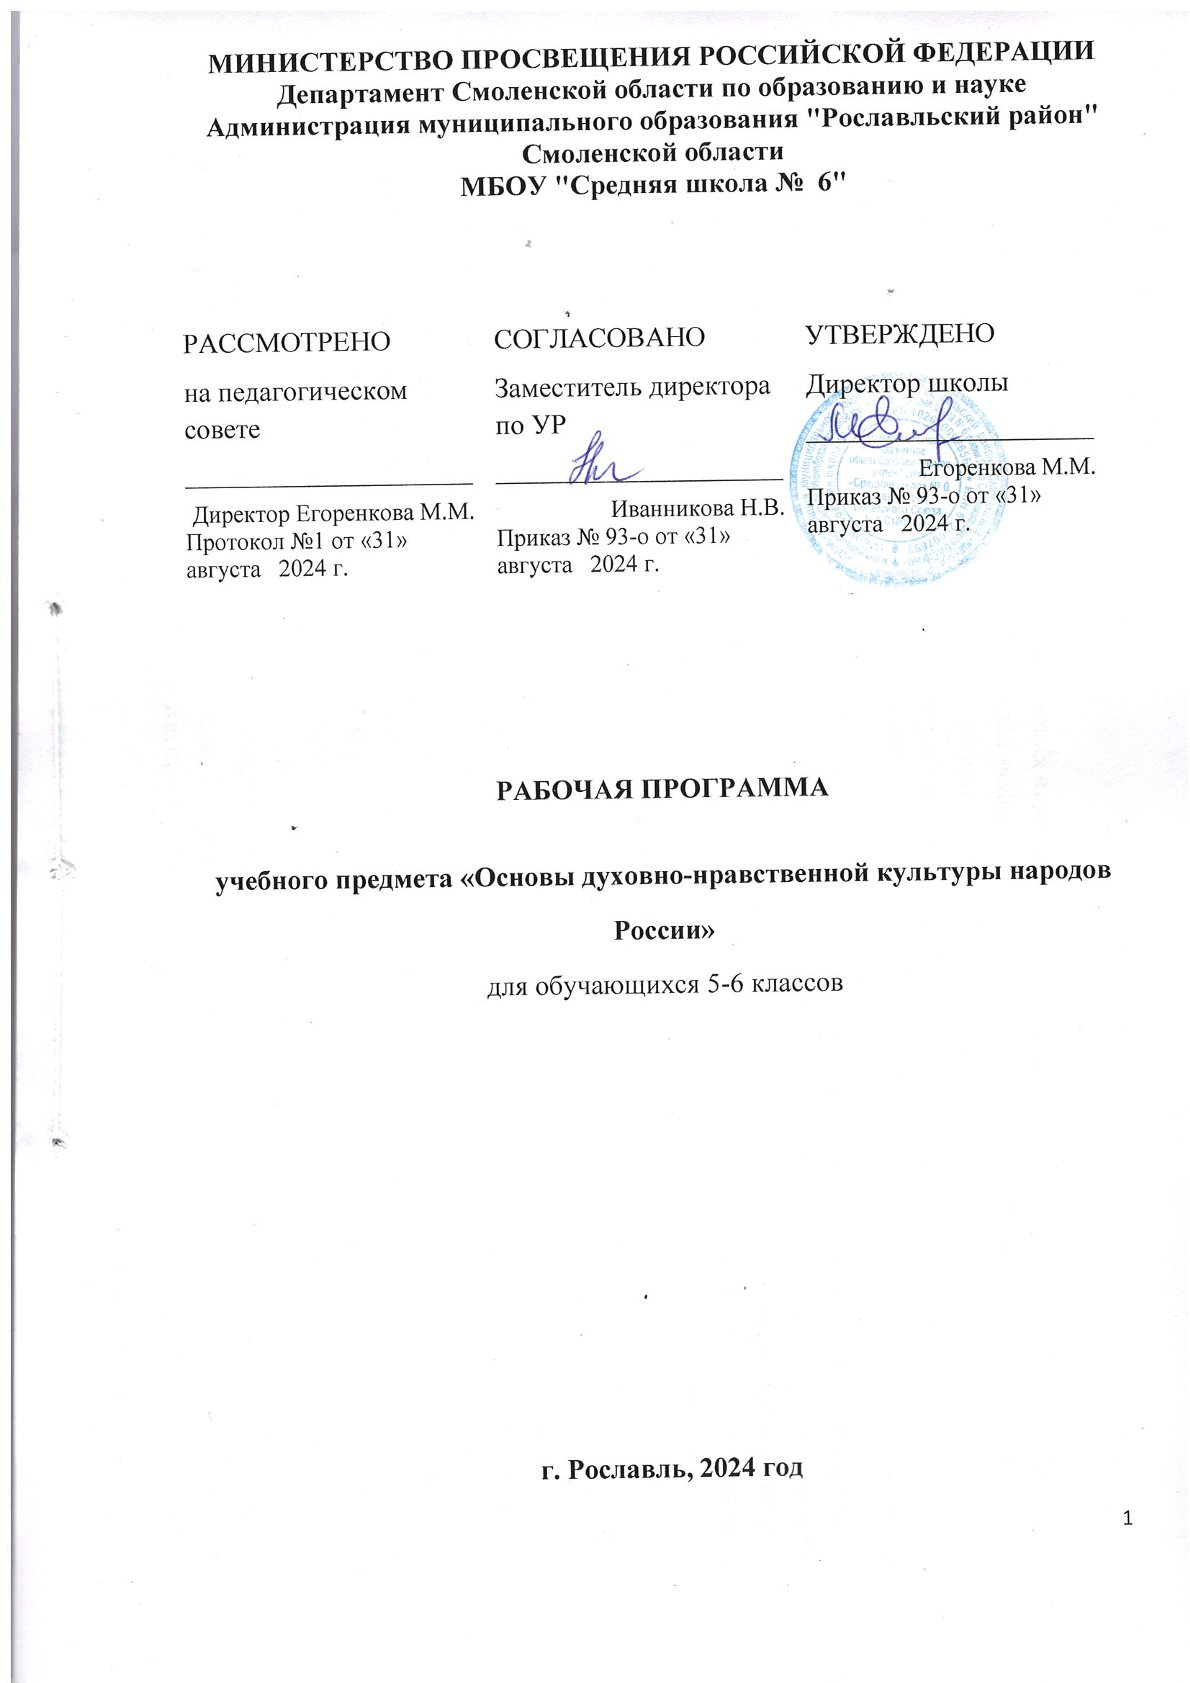 МИНИСТЕРСТВО ПРОСВЕЩЕНИЯ РОССИЙСКОЙ ФЕДЕРАЦИИ
Департамент Смоленской области по образованию и науке
Администрация муниципального образования "Рославльский район"
Смоленской области
МБОУ "Средняя школа № 6"
РАССМОТРЕНО
на педагогическом
совете
Директор Егоренкова М.М.
Протокол №1 от «31»
августа 2024 г.
СОГЛАСОВАНО
Заместитель директора
по УР
Иванникова Н.В.
Приказ № 93-о от «31»
августа 2024 г.
УТВЕРЖДЕНО
Директор школы
Егоренкова М.М.
Приказ № 93-о от «31»
августа 2024 г.
РАБОЧАЯ ПРОГРАММА
учебного предмета «Основы духовно-нравственной культуры народов
России»
для обучающихся 5-6 классов
г. Рославль, 2024 год
1